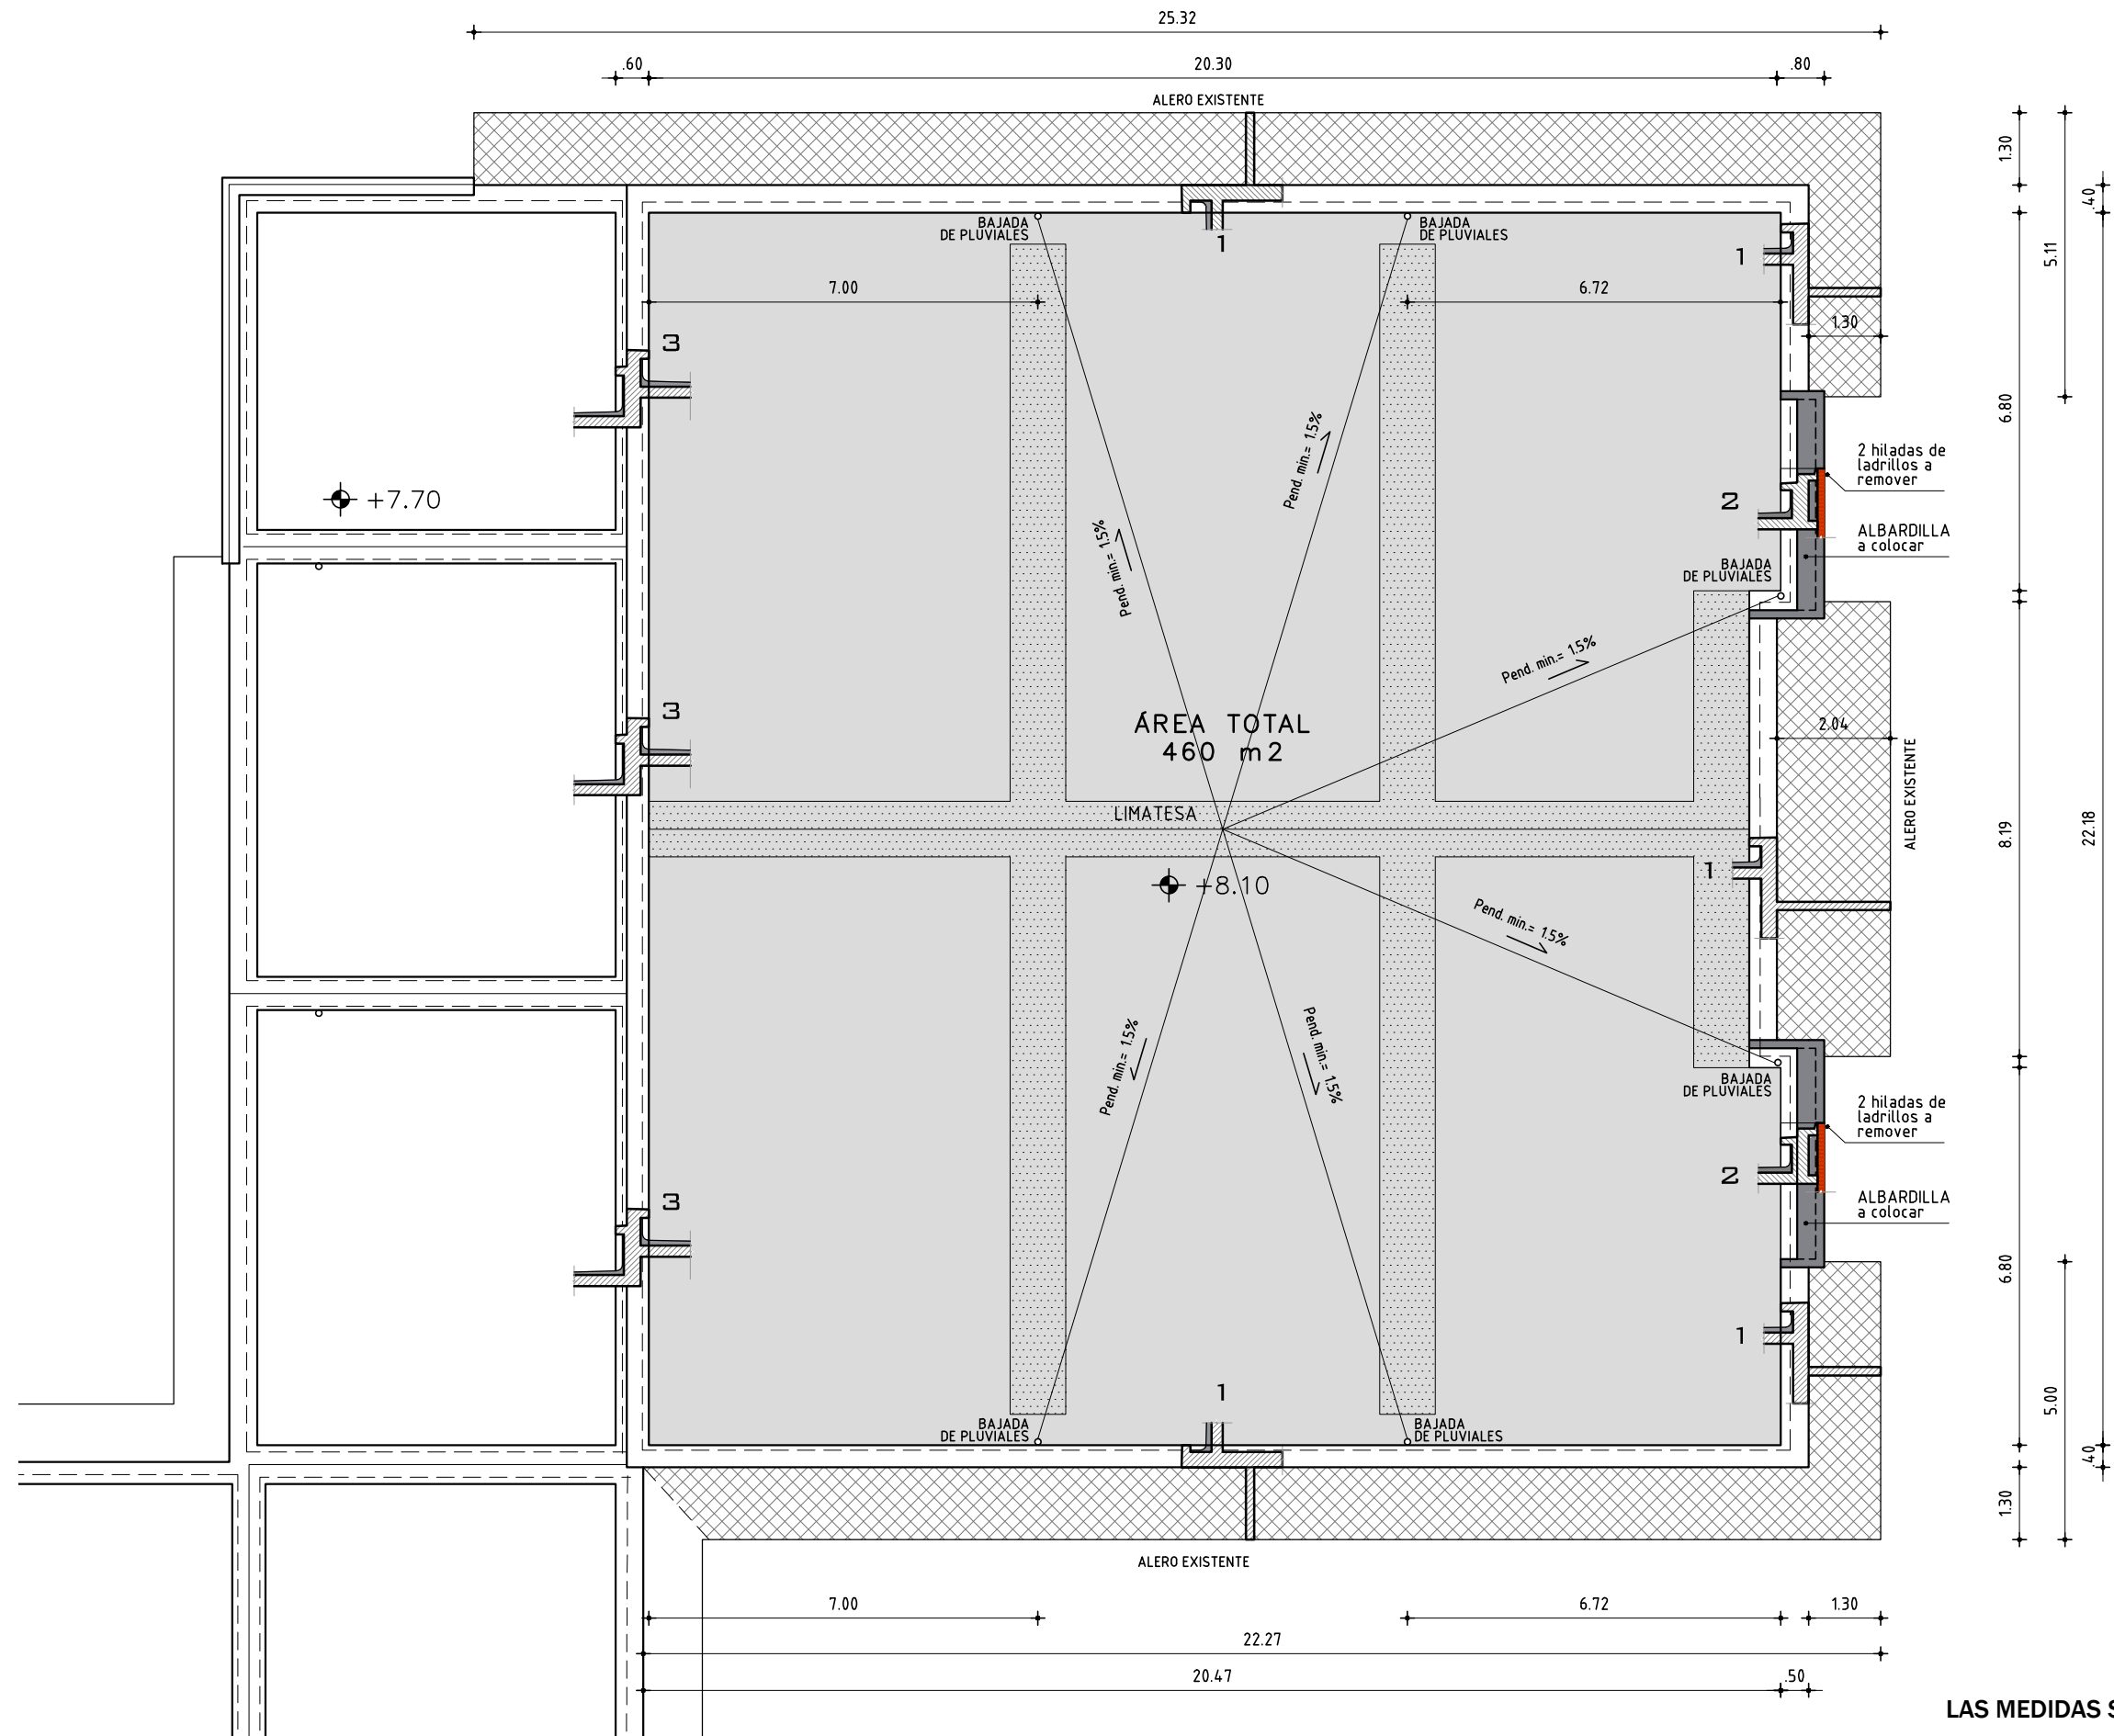 25.32
.60
20.30
.80
ALERO EXISTENTE
1.30
.40
BAJADA
DE PLUVIALES
1
BAJADA
DE PLUVIALES
1
5.11
7.00
6.72
1.30
3
6.80
Pend. min.= 1.5%
2 hiladas de
ladrillos a
remover
+7.70
2
Pend. min.= 1.5%
ALBARDILLA
a colocar
BAJADA
DE PLUVIALES
Pend. min.= 1.5%
3
ÁREA TOTAL
460 m2
2.04
ALERO EXISTENTE
LIMATESA
8.19
22.18
1
+8.10
Pend. min.= 1.5%
Pend. min.= 1.5%
Pend. min.= 1.5%
BAJADA
DE PLUVIALES
2 hiladas de
ladrillos a
remover
2
3
ALBARDILLA
a colocar
6.80
1
1
5.00
BAJADA
DE PLUVIALES
BAJADA
DE PLUVIALES
.40
1.30
ALERO EXISTENTE
7.00
6.72
1.30
22.27
20.47
.50
LAS MEDIDAS S